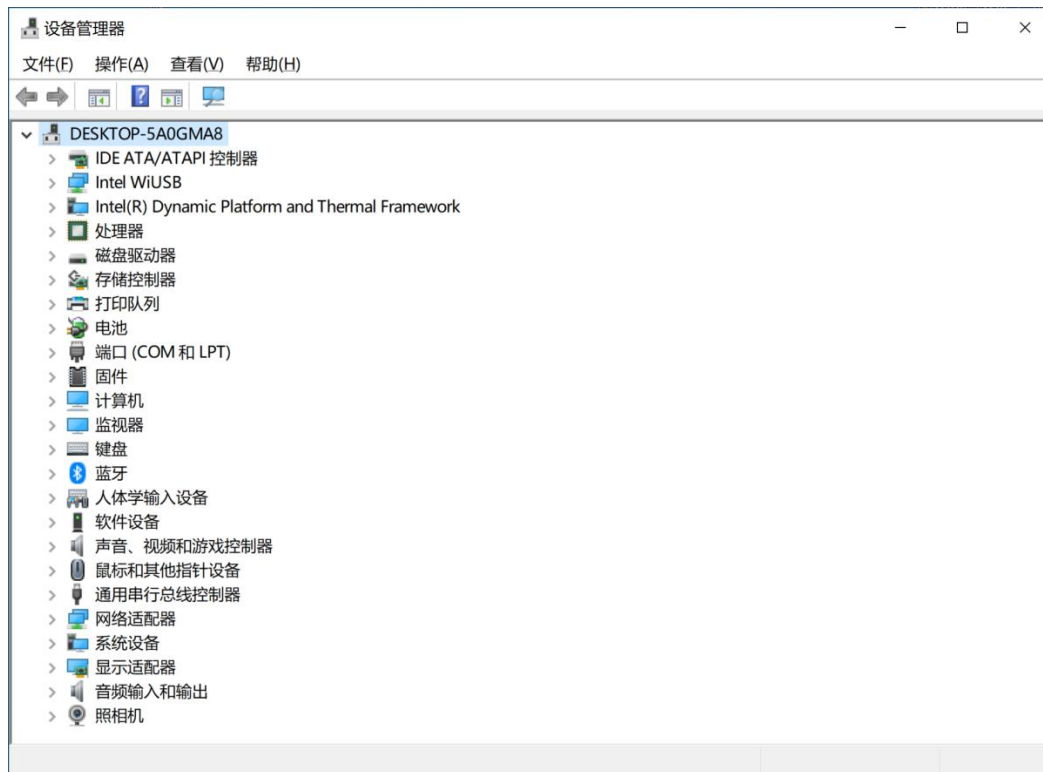 设备管理器
文件(F) 操作(A) 查看(V) 帮助(H)
DESKTOP-5A0GMA8
IDE ATA/ATAPI 控制器
Intel WiUSB
Intel(R) Dynamic Platform and Thermal Framework
处理器
磁盘驱动器
存储控制器
打印队列
电池
端口 (COM 和 LPT)
固件
计算机
监视器
键盘
蓝牙
人体学输入设备
软件设备
声音、视频和游戏控制器
鼠标和其他指针设备
通用串行总线控制器
网络适配器
系统设备
显示适配器
音频输入和输出
照相机